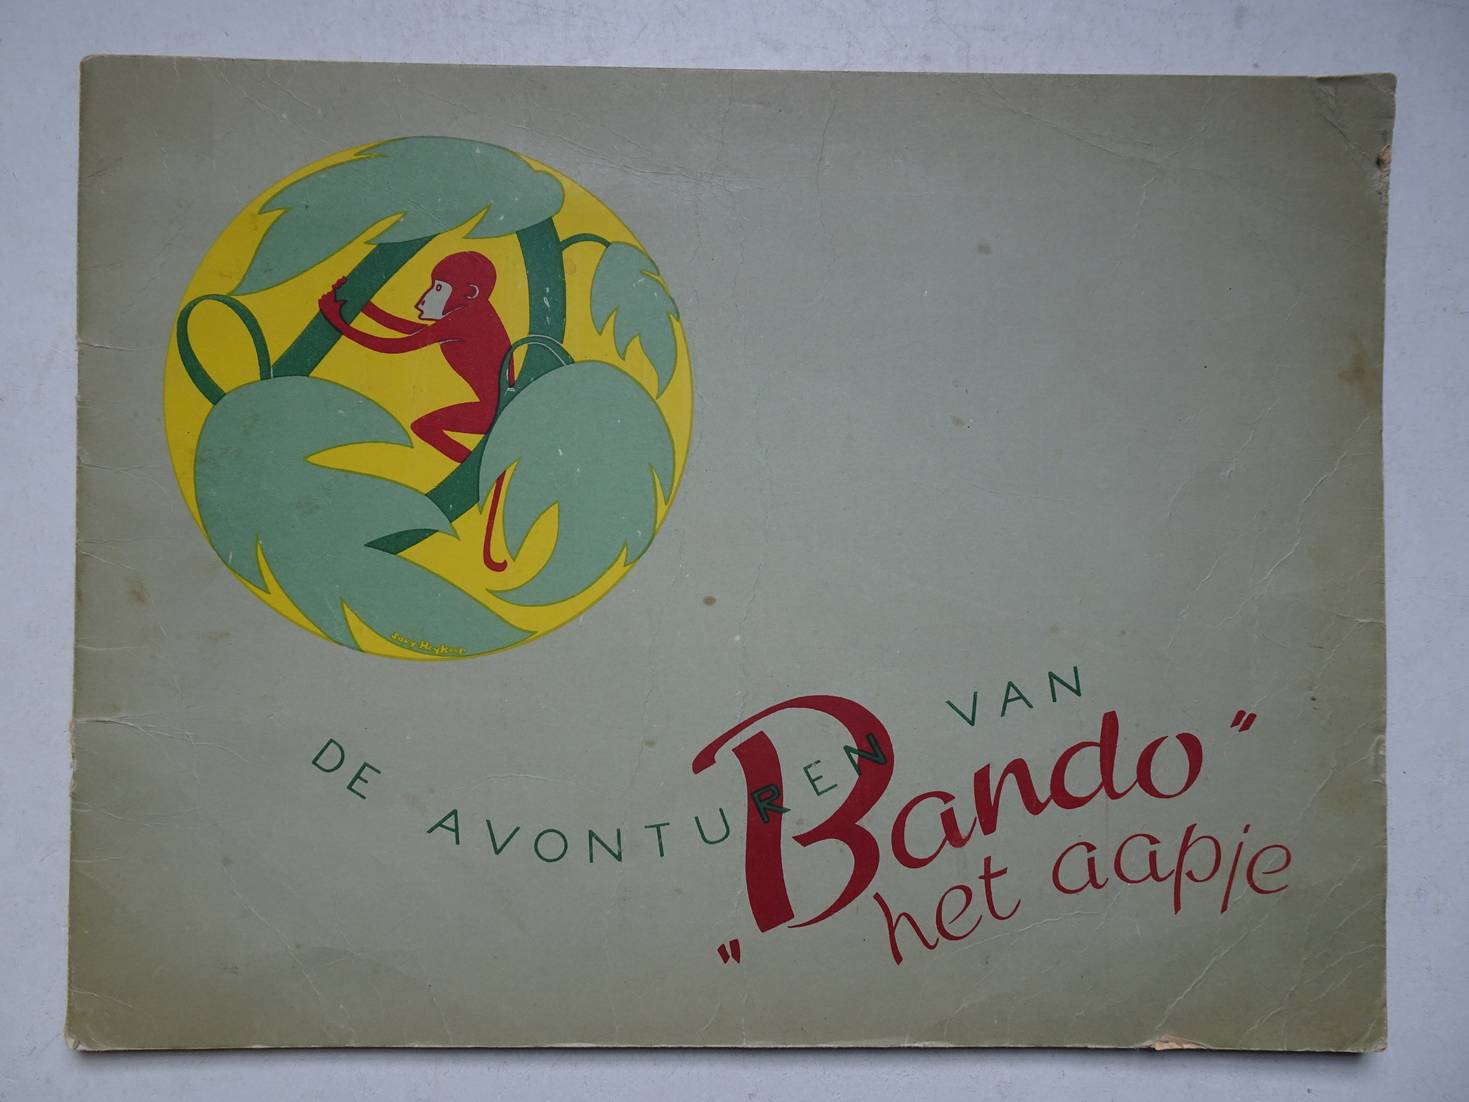 DE AVONTUREN VAN
„Bando”
het aapje